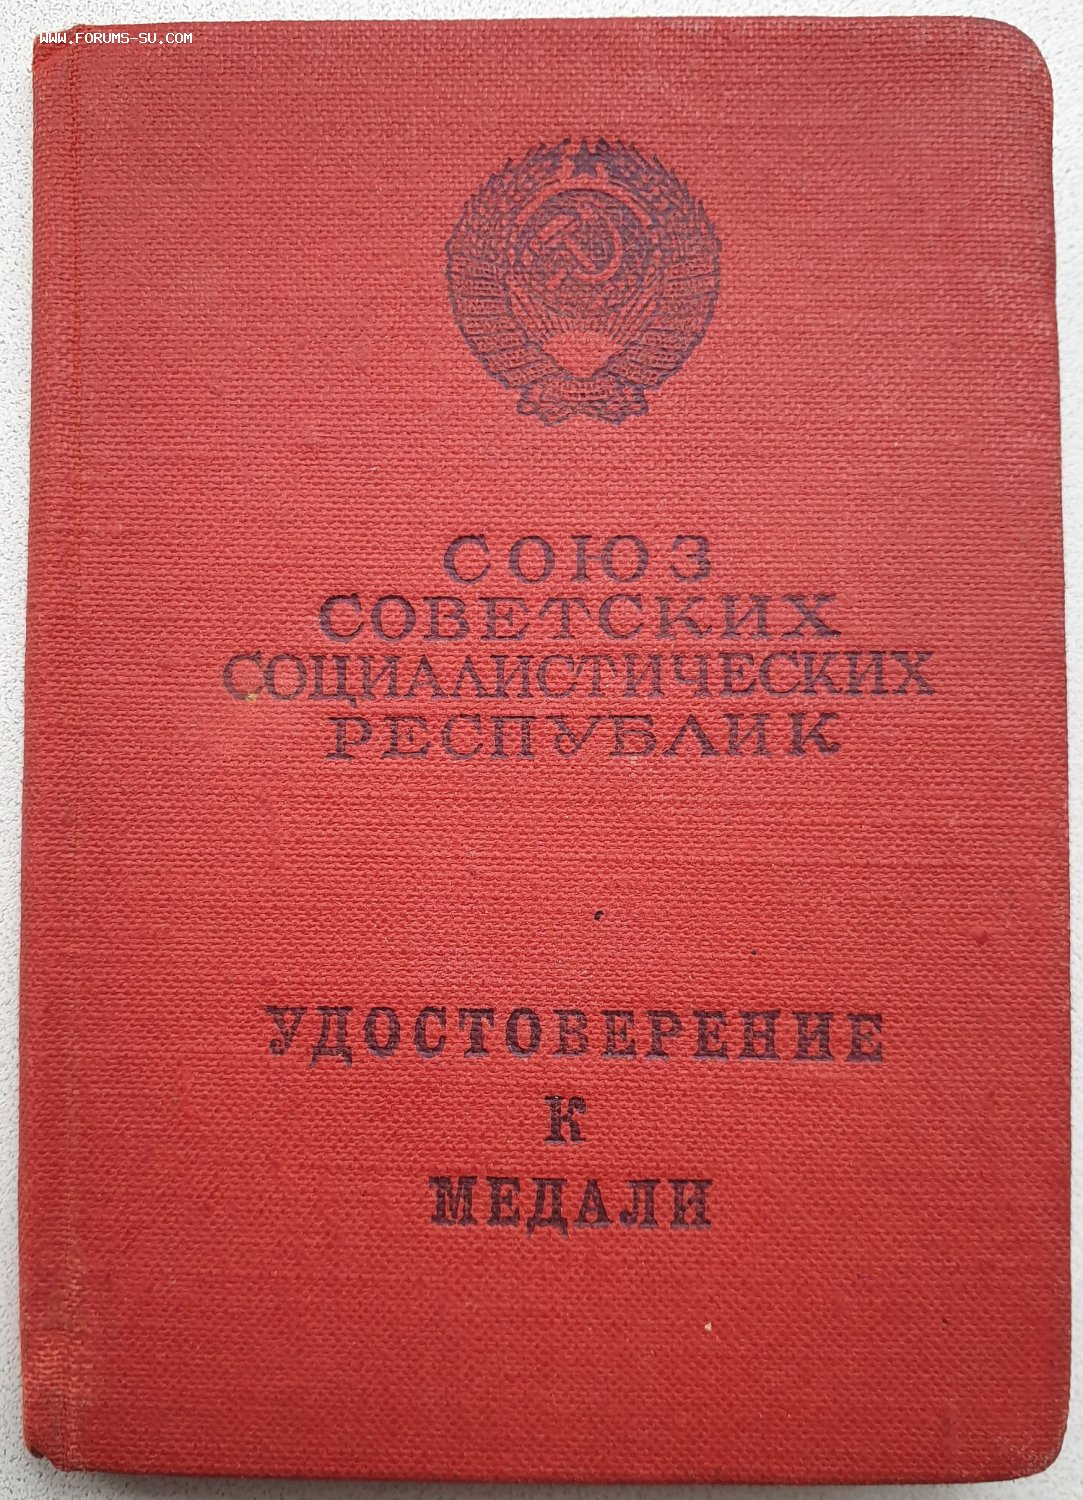 WWW.FORUMS-SU.COM
СОЮЗ
СОВЕТСКИХ
СОЦИАЛИСТИЧЕСКИХ
РЕСПУБЛИК
УДОСТОВЕРЕНИЕ
К
МЕДАЛИ